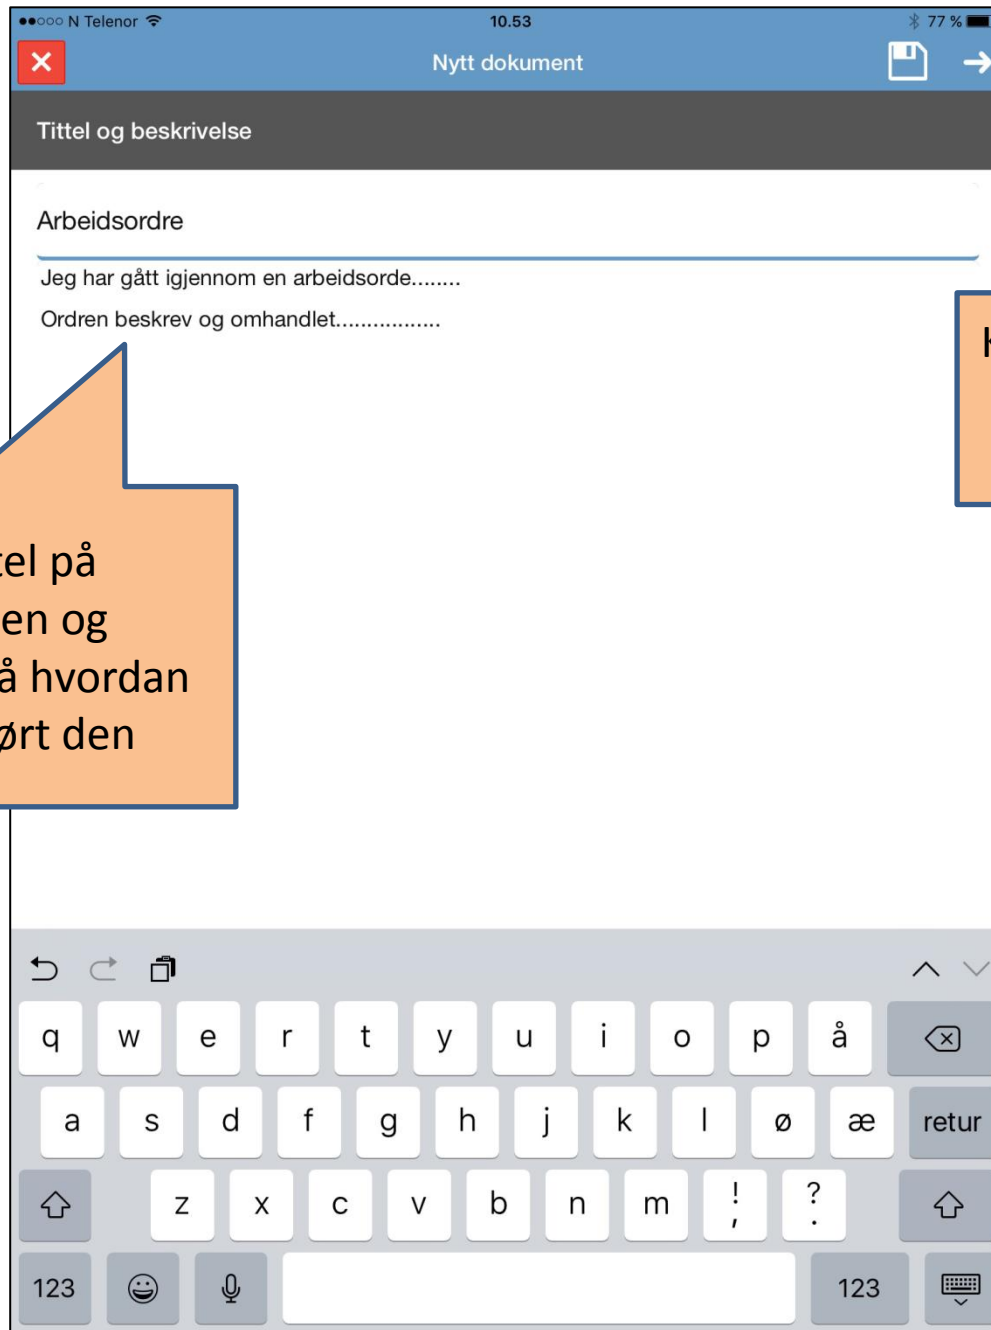 N Telenor 10.53 77 %
Nytt dokument
Tittel og beskrivelse
Arbeidsordre
Jeg har gått igjennom en arbeidsorde........
Ordren beskrev og omhandlet.................
tel på
en og
å hvordan
ørt den
q w e r t y u i o p å
a s d f g h j k l ø æ retur
z x c v b n m ! , ? .
123 123